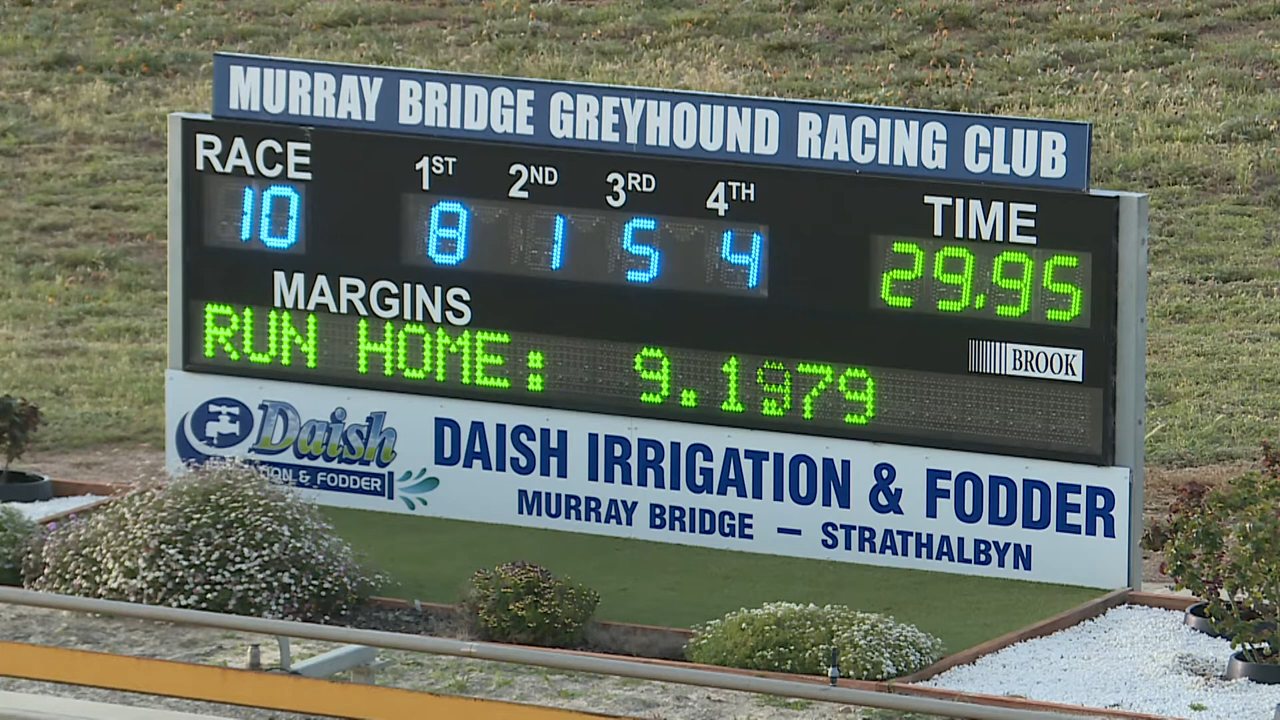 MURRAY BRIDGE GREYHOUND RACING CLUB
RACE 1ST 2ND 3RD 4TH TIME
10 8 1 5 4 29.95
MARGINS
BROOK
RUN HOME: 9.1979
Daish
& FODDER
DAISH IRRIGATION & FODDER
MURRAY BRIDGE – STRATHALBYN